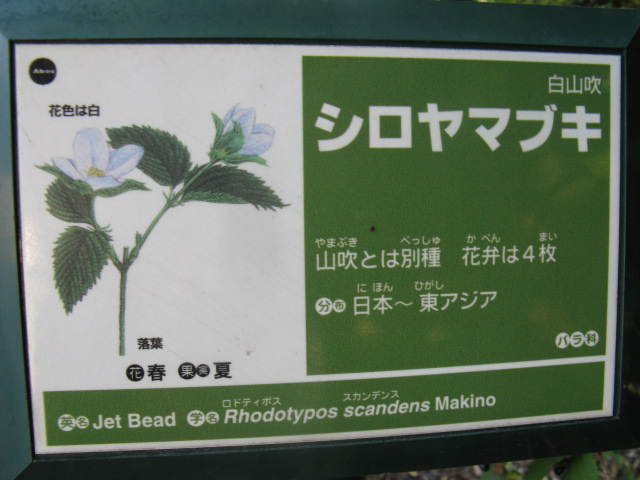 Aboc
花色は白
白山吹
シロヤマブキ
やまぶき べっしゅ か べん まい
山吹とは別種 花弁は4枚
に ほん ひがし
分布 日本～東アジア
バラ科
落葉
花 春 果実 夏
ロドティポス スカンデンス
英名 Jet Bead 学名 Rhodotypos scandens Makino